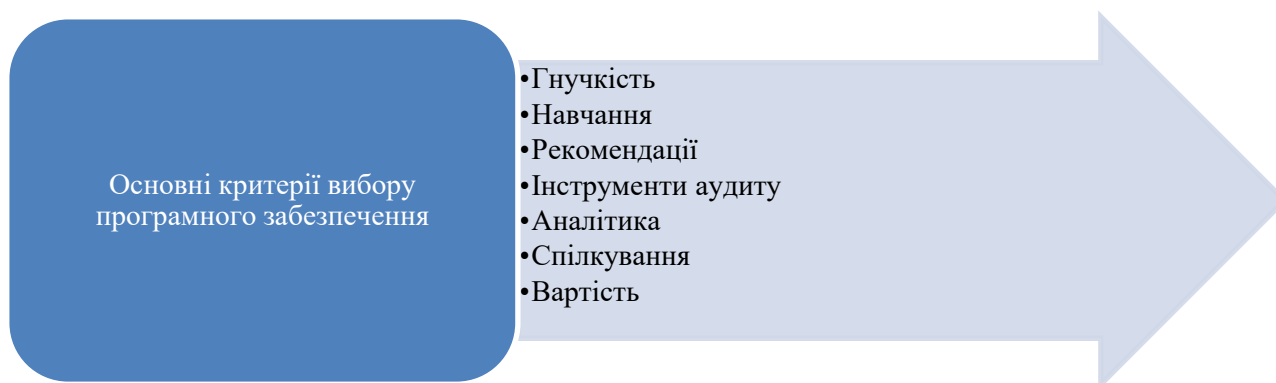 Основні критерії вибору
програмного забезпечення
•Гнучкість
•Навчання
•Рекомендації
•Інструменти аудиту
•Аналітика
•Спілкування
•Вартість